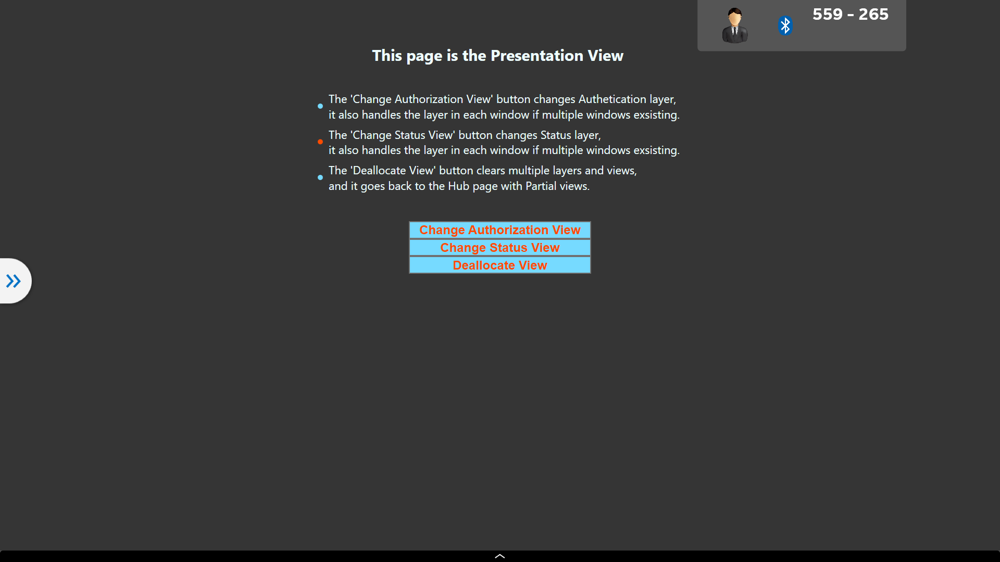 559 - 265
This page is the Presentation View
The 'Change Authorization View' button changes Authetication layer,
it also handles the layer in each window if multiple windows exsisting.
The 'Change Status View' button changes Status layer,
it also handles the layer in each window if multiple windows exsisting.
The 'Deallocate View' button clears multiple layers and views,
and it goes back to the Hub page with Partial views.
Change Authorization View
Change Status View
Deallocate View